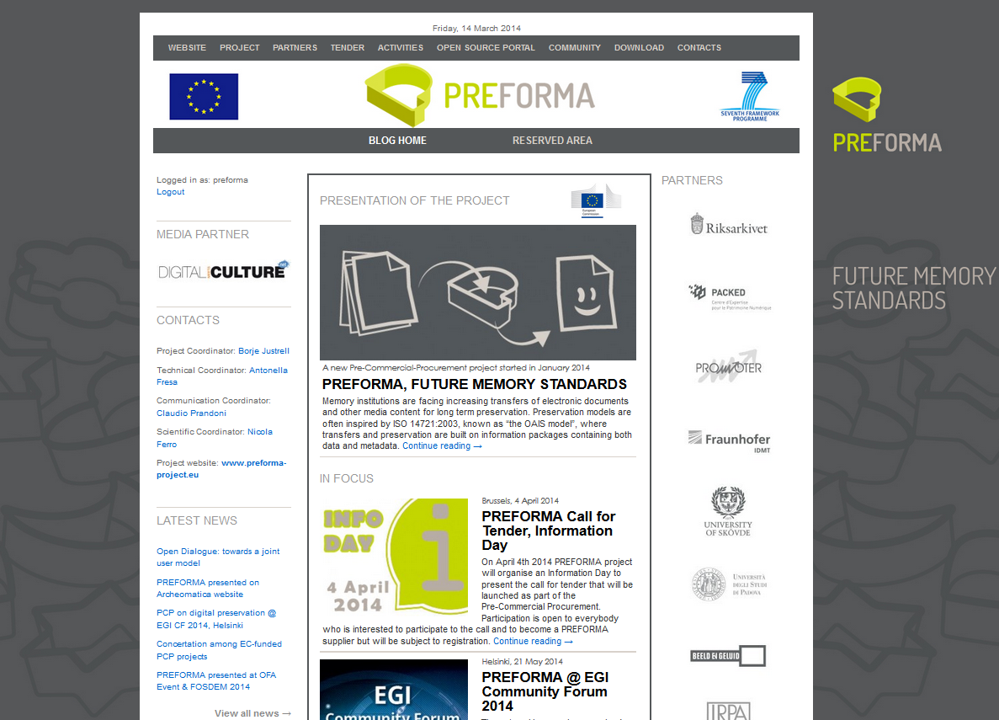 Friday, 14 March 2014
WEBSITE PROJECT PARTNERS TENDER ACTIVITIES OPEN SOURCE PORTAL COMMUNITY DOWNLOAD CONTACTS
PREFORMA
SEVENTH FRAMEWORK
PROGRAMME
BLOG HOME RESERVED AREA
PREFORMA
FUTURE MEMORY
STANDARDS
Logged in as: preforma
Logout
MEDIA PARTNER
DIGITALmeetsCULTURE.net
CONTACTS
Project Coordinator: Borje Justrell
Technical Coordinator: Antonella
Fresa
Communication Coordinator:
Claudio Prandoni
Scientific Coordinator: Nicola
Ferro
Project website: www.preforma-
project.eu
LATEST NEWS
Open Dialogue: towards a joint
user model
PREFORMA presented on
Archeomatica website
PCP on digital preservation @
EGI CF 2014, Helsinki
Concertation among EC-funded
PCP projects
PREFORMA presented at OFA
Event & FOSDEM 2014
View all news →
PRESENTATION OF THE PROJECT
European
Commission
A new Pre-Commercial-Procurement project started in January 2014
PREFORMA, FUTURE MEMORY STANDARDS
Memory institutions are facing increasing transfers of electronic documents
and other media content for long term preservation. Preservation models are
often inspired by ISO 14721:2003, known as “the OAIS model”, where
transfers and preservation are built on information packages containing both
data and metadata. Continue reading →
IN FOCUS
INFO
DAY
i
4 April
2014
Brussels, 4 April 2014
PREFORMA Call for
Tender, Information
Day
On April 4th 2014 PREFORMA project
will organise an Information Day to
present the call for tender that will be
launched as part of the
Pre-Commercial Procurement.
Participation is open to everybody
who is interested to participate to the call and to become a PREFORMA
supplier but will be subject to registration. Continue reading →
EGI
Community Forum
Helsinki, 21 May 2014
PREFORMA @ EGI
Community Forum
2014
PARTNERS
Riksarkivet
PACKED
Centre d'Expertise
pour le Patrimoine Numérique
PROMOTER
Fraunhofer
IDMT
UNIVERSITY
OF SKÖVDE
UNIVERSITÀ
DEGLI STUDI
DI PADOVA
BEELD EN GELUID
IRPA